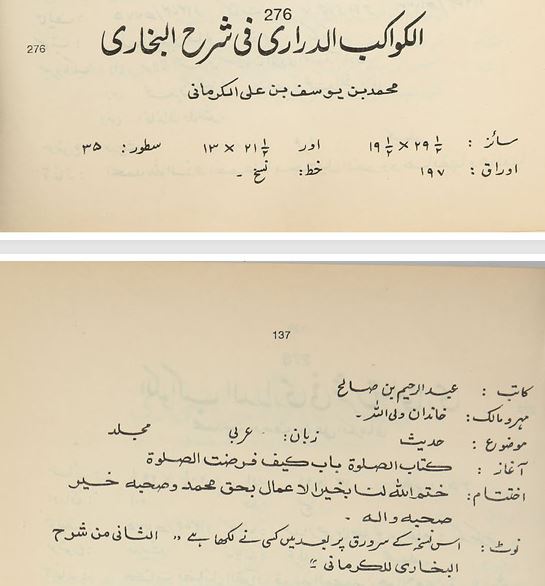 276
الکواکب الدراری فی شرح البخاری
276
محمد بن یوسف بن علی الکرمانی
سائز : ۲۹ ۱/۲ × ۱۹ ۱/۲ اور ۲۱ ۱/۲ × ۱۳ سطور: ۳۵
اوراق : ۱۹۷ خط: نسخ ۔
137
کاتب : عبدالرحیم بن صالح
مہر ومالک: خاندان ولی اللہ ۔
موضوع : حدیث زبان: عربی مجلد
آغاز : کتاب الصلوۃ باب کیف فرضت الصلوۃ
اختتام: ختم اللہ لنا بخیر الاعمال بحق محمد وصحبہ خیر
صحبہ والہ ۔
نوٹ : اس نسخہ کے سرورق پر بعد میں کسی نے لکھا ہے ،، الثانی من شرح
البخاری للکرمانی ،،